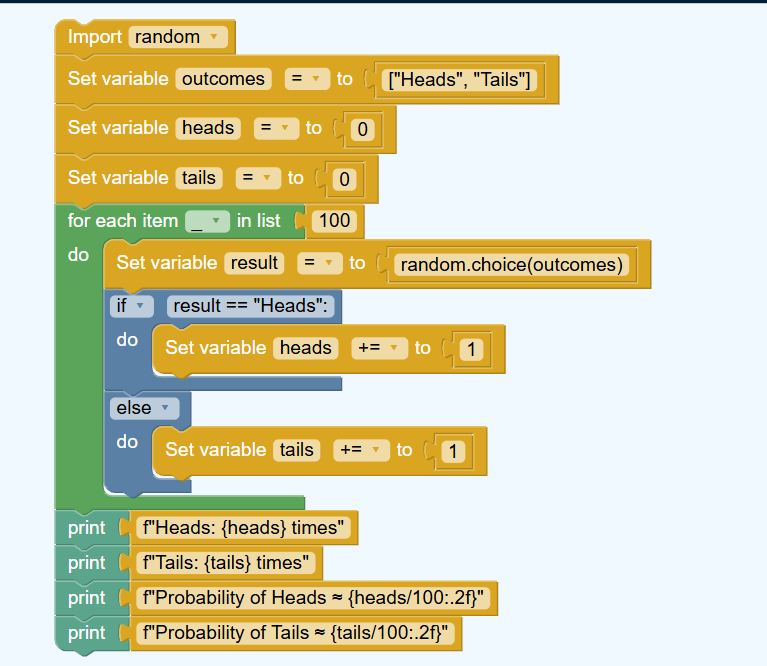 Import random
Set variable outcomes = to ["Heads", "Tails"]
Set variable heads = to 0
Set variable tails = to 0
for each item _ in list 100
do
Set variable result = to random.choice(outcomes)
if result == "Heads":
do
Set variable heads += to 1
else
do
Set variable tails += to 1
print f"Heads: {heads} times"
print f"Tails: {tails} times"
print f"Probability of Heads ≈ {heads/100:.2f}"
print f"Probability of Tails ≈ {tails/100:.2f}"